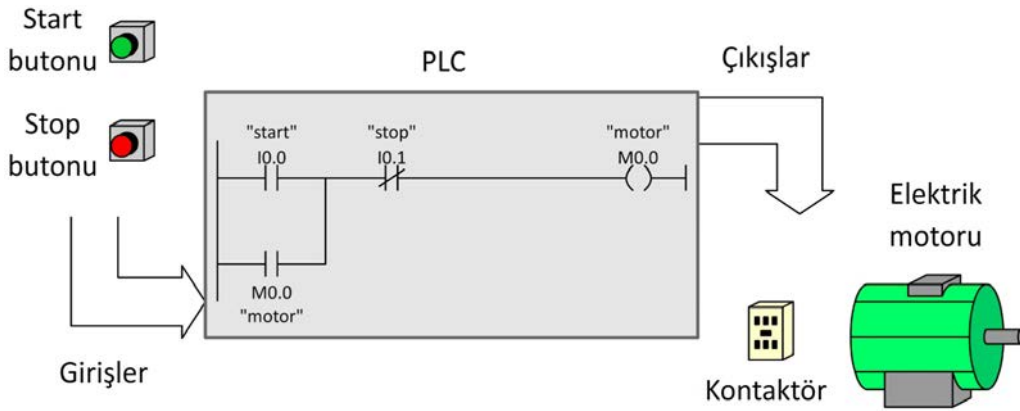 Start
butonu
Stop
butonu
Girişler
PLC
"start"
I0.0
"stop"
I0.1
"motor"
M0.0
M0.0
"motor"
Çıkışlar
Elektrik
motoru
Kontaktör